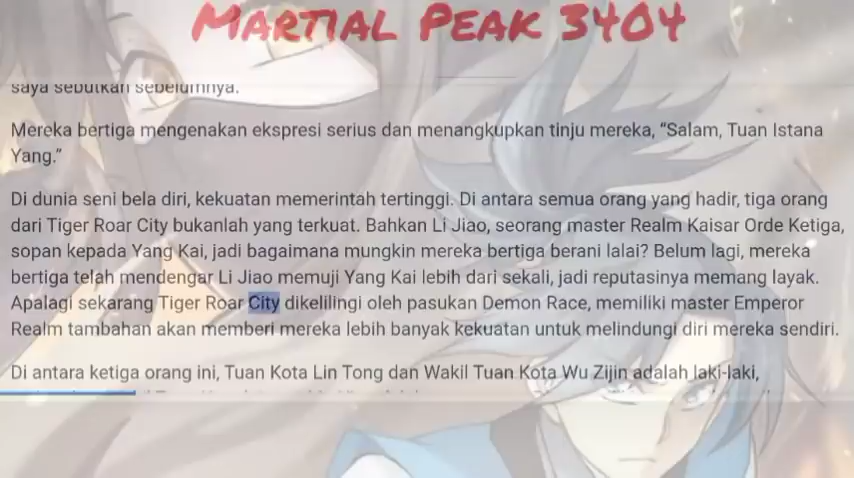 MARTIAL PEAK 3404
saya sebutkan sebelumnya.
Mereka bertiga mengenakan ekspresi serius dan menangkupkan tinju mereka, “Salam, Tuan Istana
Yang.”
Di dunia seni bela diri, kekuatan memerintah tertinggi. Di antara semua orang yang hadir, tiga orang
dari Tiger Roar City bukanlah yang terkuat. Bahkan Li Jiao, seorang master Realm Kaisar Orde Ketiga,
sopan kepada Yang Kai, jadi bagaimana mungkin mereka bertiga berani lalai? Belum lagi, mereka
bertiga telah mendengar Li Jiao memuji Yang Kai lebih dari sekali, jadi reputasinya memang layak.
Apalagi sekarang Tiger Roar City dikelilingi oleh pasukan Demon Race, memiliki master Emperor
Realm tambahan akan memberi mereka lebih banyak kekuatan untuk melindungi diri mereka sendiri.
Di antara ketiga orang ini, Tuan Kota Lin Tong dan Wakil Tuan Kota Wu Zijin adalah laki-laki,